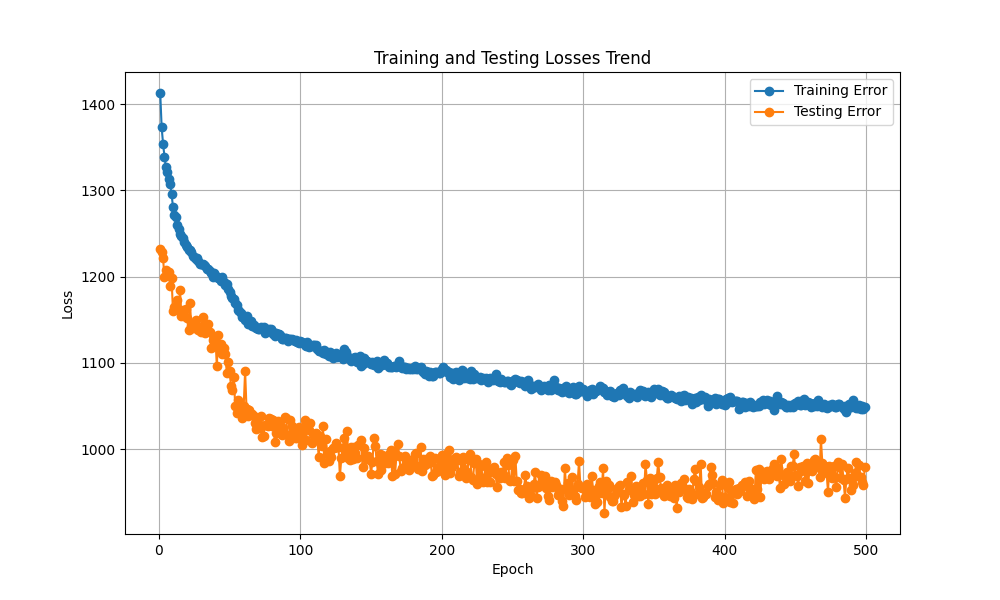 Training and Testing Losses Trend
Training Error
Testing Error
Loss
1400
1300
1200
1100
1000
0
100
200
300
400
500
Epoch